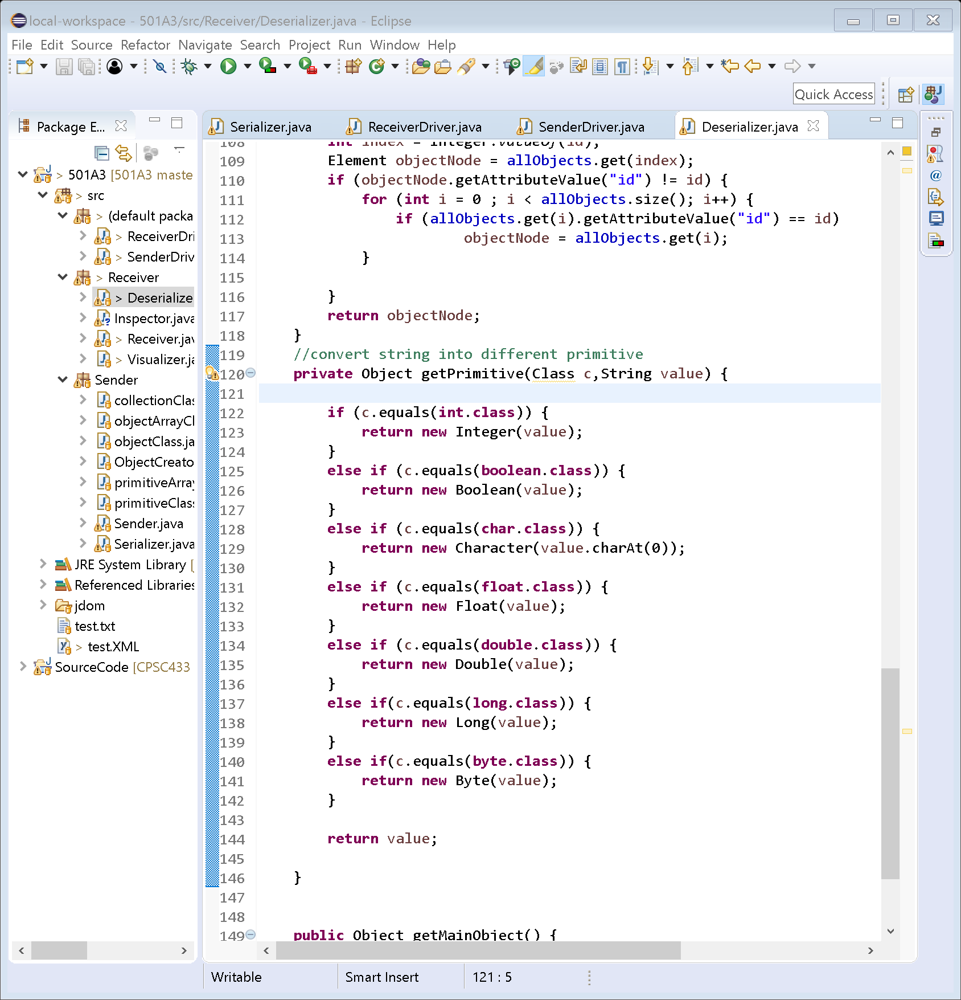 local-workspace - 501A3/src/Receiver/Deserializer.java - Eclipse
File Edit Source Refactor Navigate Search Project Run Window Help
Quick Access
Package E...
> 501A3 [501A3 maste
> src
> (default packa
> ReceiverDri
> SenderDriv
> Receiver
> Deserialize
Inspector.java
> Receiver.jav
> Visualizer.ja
Sender
collectionClas
objectArrayCl
objectClass.ja
ObjectCreato
primitiveArray
primitiveClass
Sender.java
Serializer.java
JRE System Library [
Referenced Libraries
jdom
test.txt
> test.XML
SourceCode [CPSC433
Serializer.java ReceiverDriver.java SenderDriver.java Deserializer.java
108 int index = Integer.valueOf(id);
109 Element objectNode = allObjects.get(index);
110 if (objectNode.getAttributeValue("id") != id) {
111 for (int i = 0 ; i < allObjects.size(); i++) {
112 if (allObjects.get(i).getAttributeValue("id") == id)
113 objectNode = allObjects.get(i);
114 }
115
116 }
117 return objectNode;
118 }
119 //convert string into different primitive
120 private Object getPrimitive(Class c,String value) {
121
122 if (c.equals(int.class)) {
123 return new Integer(value);
124 }
125 else if (c.equals(boolean.class)) {
126 return new Boolean(value);
127 }
128 else if (c.equals(char.class)) {
129 return new Character(value.charAt(0));
130 }
131 else if (c.equals(float.class)) {
132 return new Float(value);
133 }
134 else if (c.equals(double.class)) {
135 return new Double(value);
136 }
137 else if(c.equals(long.class)) {
138 return new Long(value);
139 }
140 else if(c.equals(byte.class)) {
141 return new Byte(value);
142 }
143
144 return value;
145
146 }
147
148
149 public Object getMainObject() {
Writable Smart Insert 121 : 5